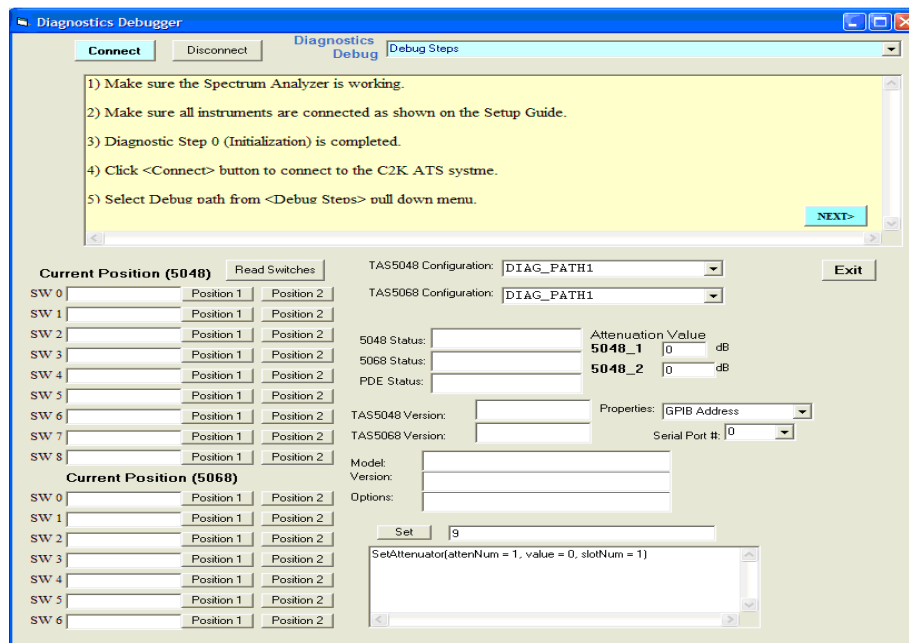 Diagnostics Debugger
Connect Disconnect Diagnostics Debug Debug Steps
1) Make sure the Spectrum Analyzer is working.
2) Make sure all instruments are connected as shown on the Setup Guide.
3) Diagnostic Step 0 (Initialization) is completed.
4) Click <Connect> button to connect to the C2K ATS systme.
5) Select Debug path from <Debug Steps> pull down menu.
NEXT>
Current Position (5048) Read Switches
SW 0 Position 1 Position 2
SW 1 Position 1 Position 2
SW 2 Position 1 Position 2
SW 3 Position 1 Position 2
SW 4 Position 1 Position 2
SW 5 Position 1 Position 2
SW 6 Position 1 Position 2
SW 7 Position 1 Position 2
SW 8 Position 1 Position 2
Current Position (5068)
SW 0 Position 1 Position 2
SW 1 Position 1 Position 2
SW 2 Position 1 Position 2
SW 3 Position 1 Position 2
SW 4 Position 1 Position 2
SW 5 Position 1 Position 2
SW 6 Position 1 Position 2
TAS5048 Configuration: DIAG_PATH1
TAS5068 Configuration: DIAG_PATH1
Exit
5048 Status:
5068 Status:
PDE Status:
Attenuation Value
5048_1 0 dB
5048_2 0 dB
TAS5048 Version:
TAS5068 Version:
Properties: GPIB Address
Serial Port #: 0
Model:
Version:
Options:
Set 9
SetAttenuator(attenNum = 1, value = 0, slotNum = 1)